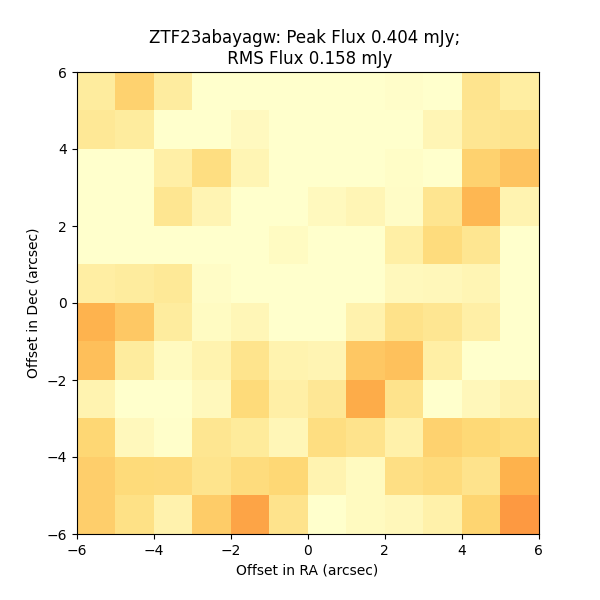 ZTF23abayagw: Peak Flux 0.404 mJy;
RMS Flux 0.158 mJy
6
4
2
0
−2
−4
−6
Offset in Dec (arcsec)
−6 −4 −2 0 2 4 6
Offset in RA (arcsec)